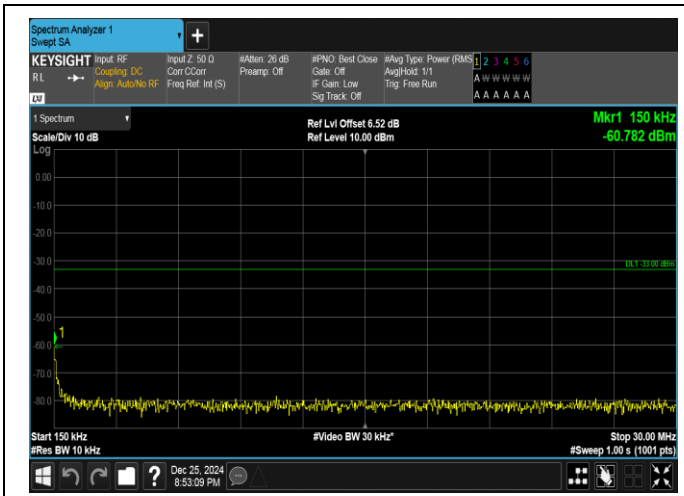 Spectrum Analyzer 1
Swept SA
+
KEYSIGHT Input: RF Input Z: 50 Ω #Atten: 26 dB #PNO: Best Close #Avg Type: Power (RMS 1 2 3 4 5 6
RL Coupling: DC Corr CCorr Preamp: Off Gate: Off Avg|Hold: 1/1 A W W W W W
Align: Auto/No RF Freq Ref: Int (S) IF Gain: Low Trig: Free Run
LXI Sig Track: Off A A A A A A
1 Spectrum Ref Lvl Offset 6.52 dB Mkr1 150 kHz
Scale/Div 10 dB Ref Level 10.00 dBm -60.782 dBm
Log
0.00
-10.0
-20.0
-30.0 DL1 -33.00 dBm
-40.0
-50.0
1
-60.0
-70.0
-80.0
Start 150 kHz #Video BW 30 kHz* Stop 30.00 MHz
#Res BW 10 kHz #Sweep 1.00 s (1001 pts)
? Dec 25, 2024
8:53:09 PM